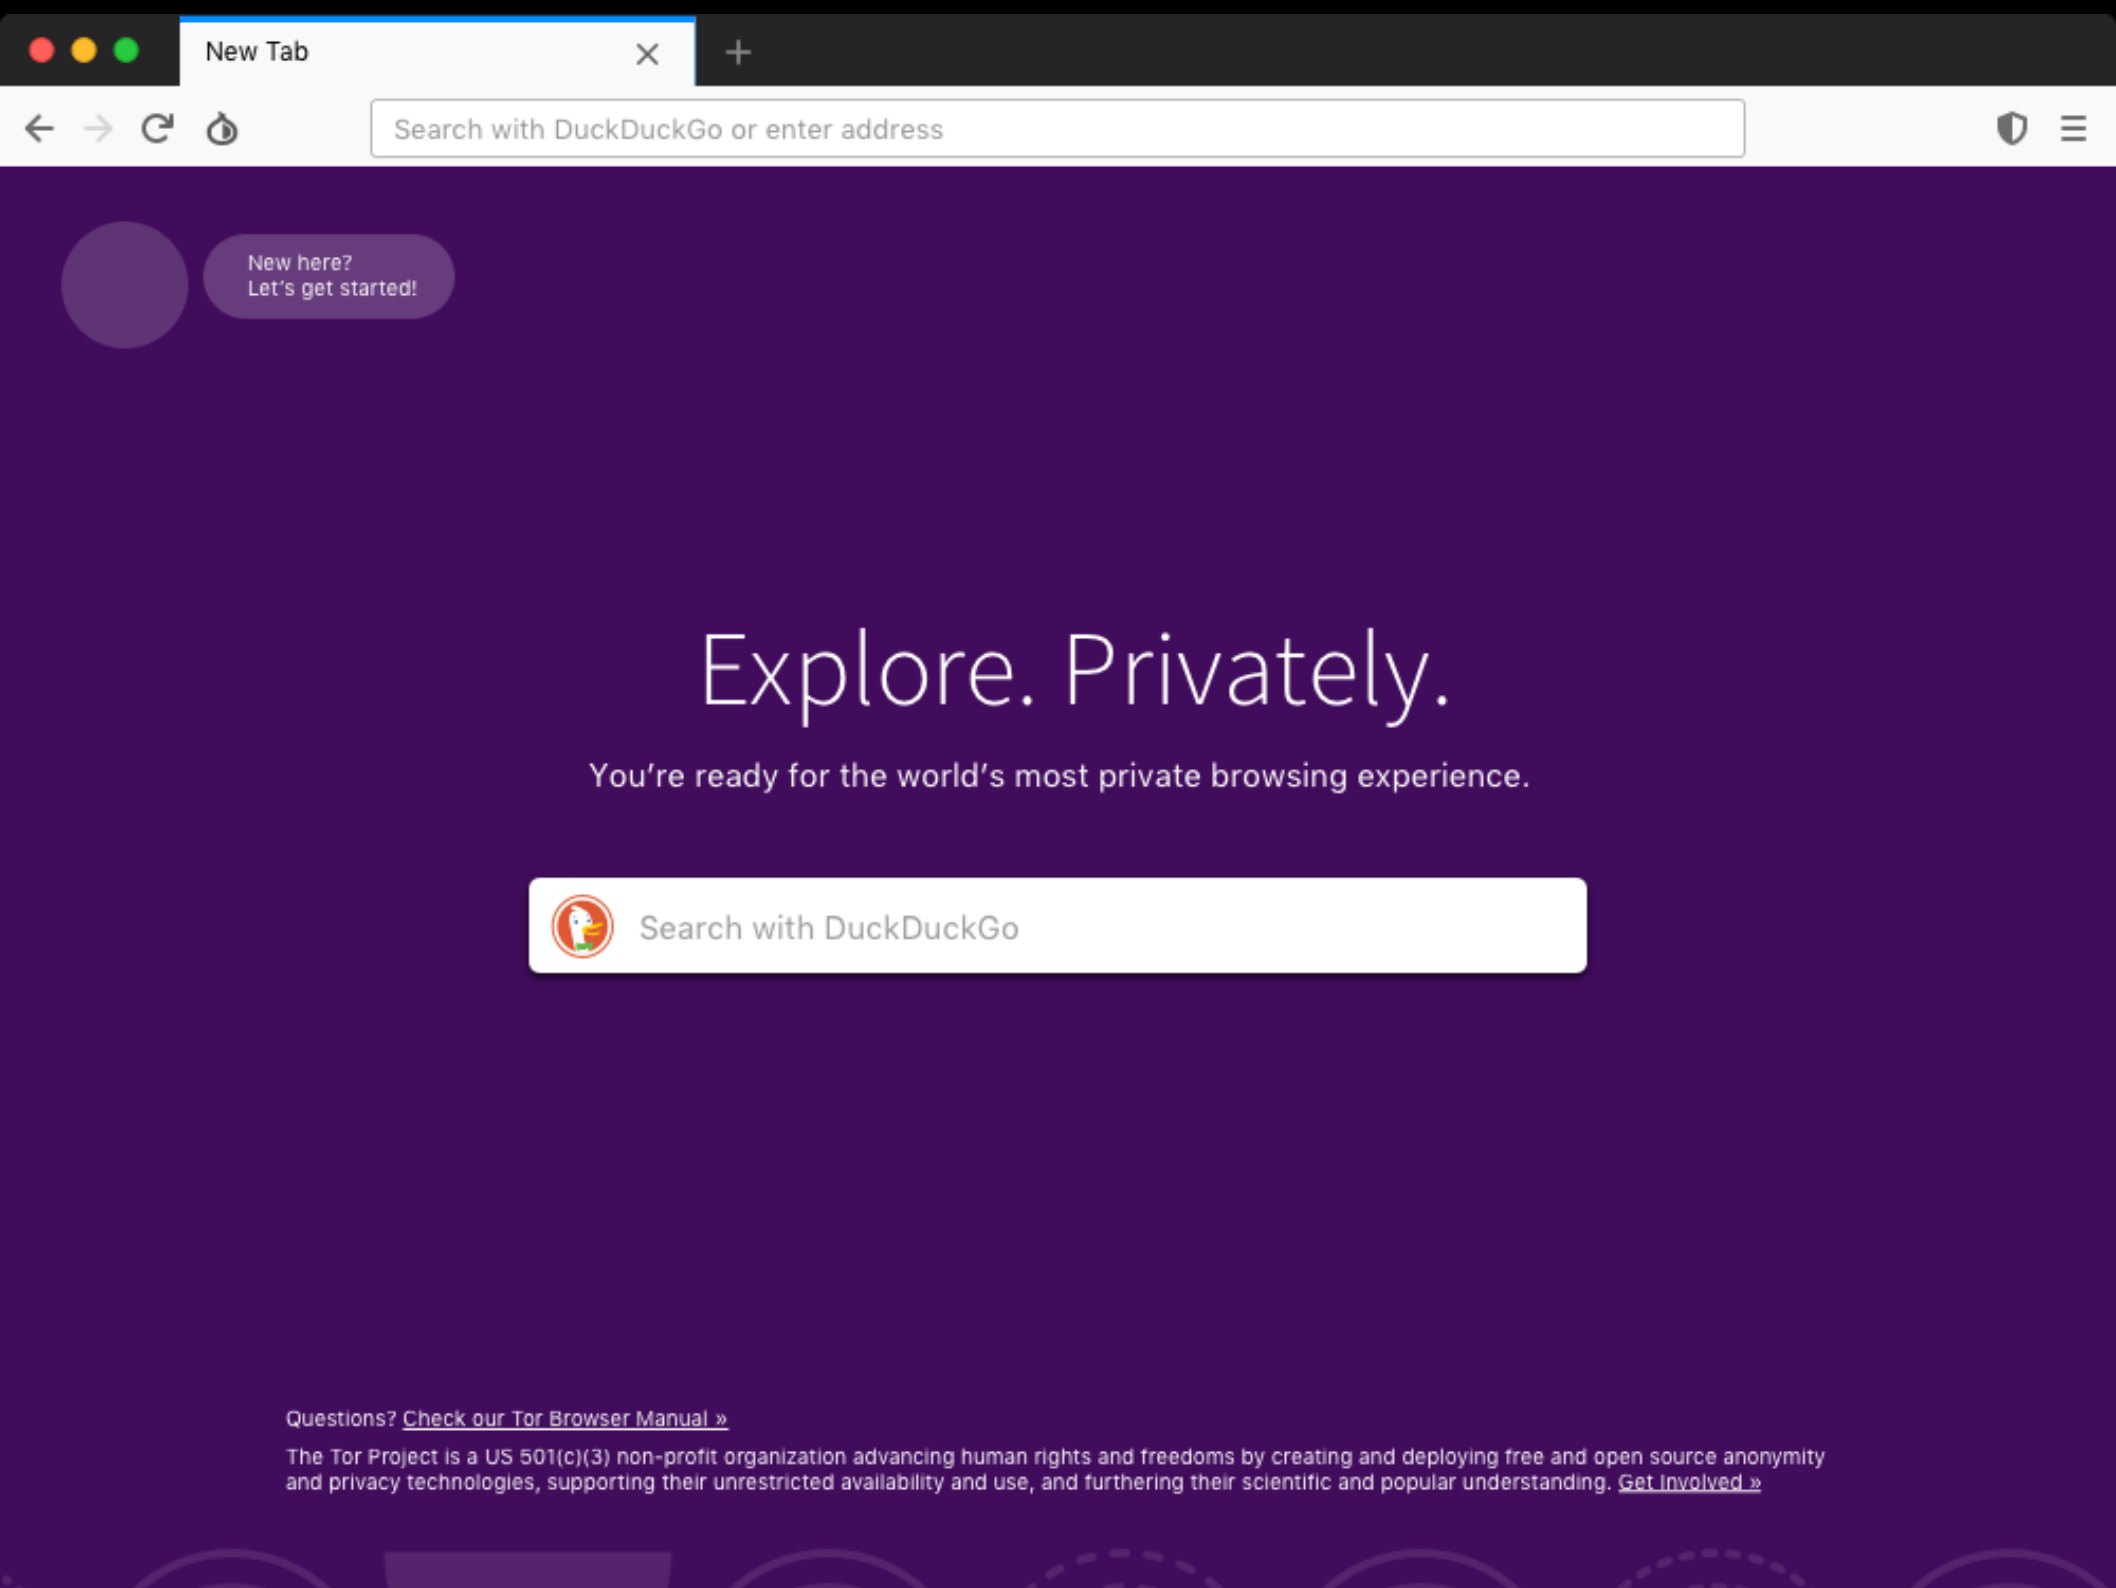 New Tab
Search with DuckDuckGo or enter address
New here?
Let's get started!
Explore. Privately.
You're ready for the world's most private browsing experience.
Search with DuckDuckGo
Questions? Check our Tor Browser Manual »
The Tor Project is a US 501(c)(3) non-profit organization advancing human rights and freedoms by creating and deploying free and open source anonymity
and privacy technologies, supporting their unrestricted availability and use, and furthering their scientific and popular understanding. Get Involved »